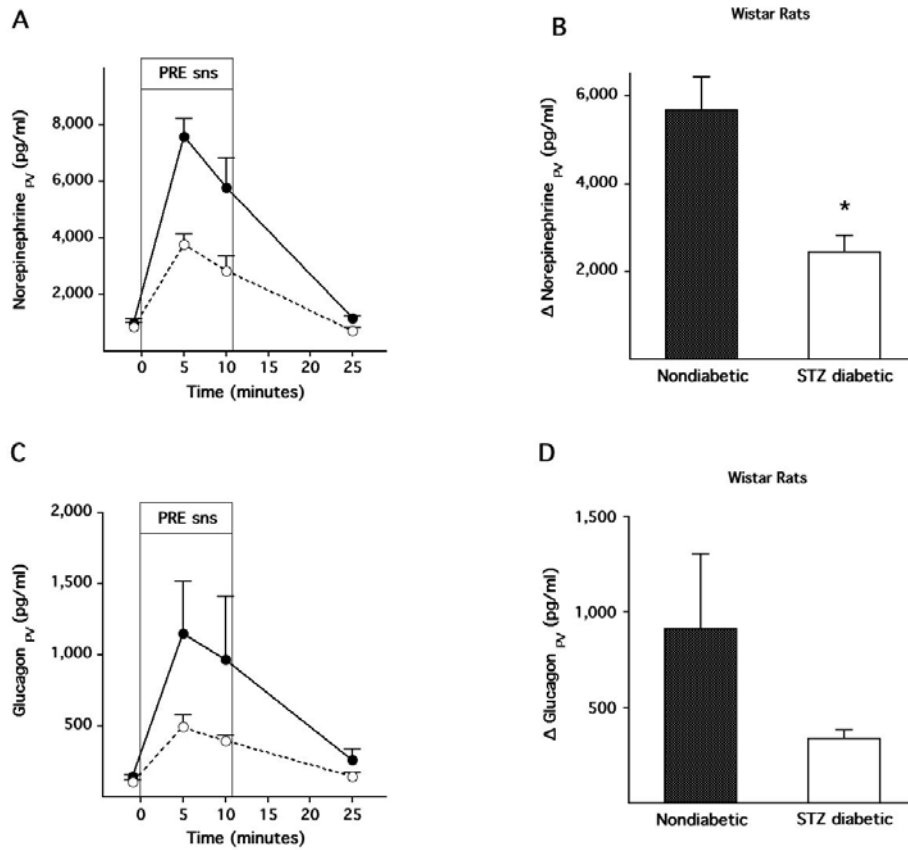 A
PRE sns
Norepinephrine PV (pg/ml)
8,000
6,000
4,000
2,000
0 5 10 15 20 25
Time (minutes)
B
Wistar Rats
Δ Norepinephrine PV (pg/ml)
6,000
4,000
2,000
*
Nondiabetic STZ diabetic
C
PRE sns
Glucagon PV (pg/ml)
2,000
1,500
1,000
500
0 5 10 15 20 25
Time (minutes)
D
Wistar Rats
Δ Glucagon PV (pg/ml)
1,500
1,000
500
Nondiabetic STZ diabetic